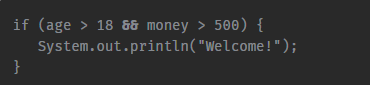 if (age > 18 && money > 500) {
   System.out.println("Welcome!");
}